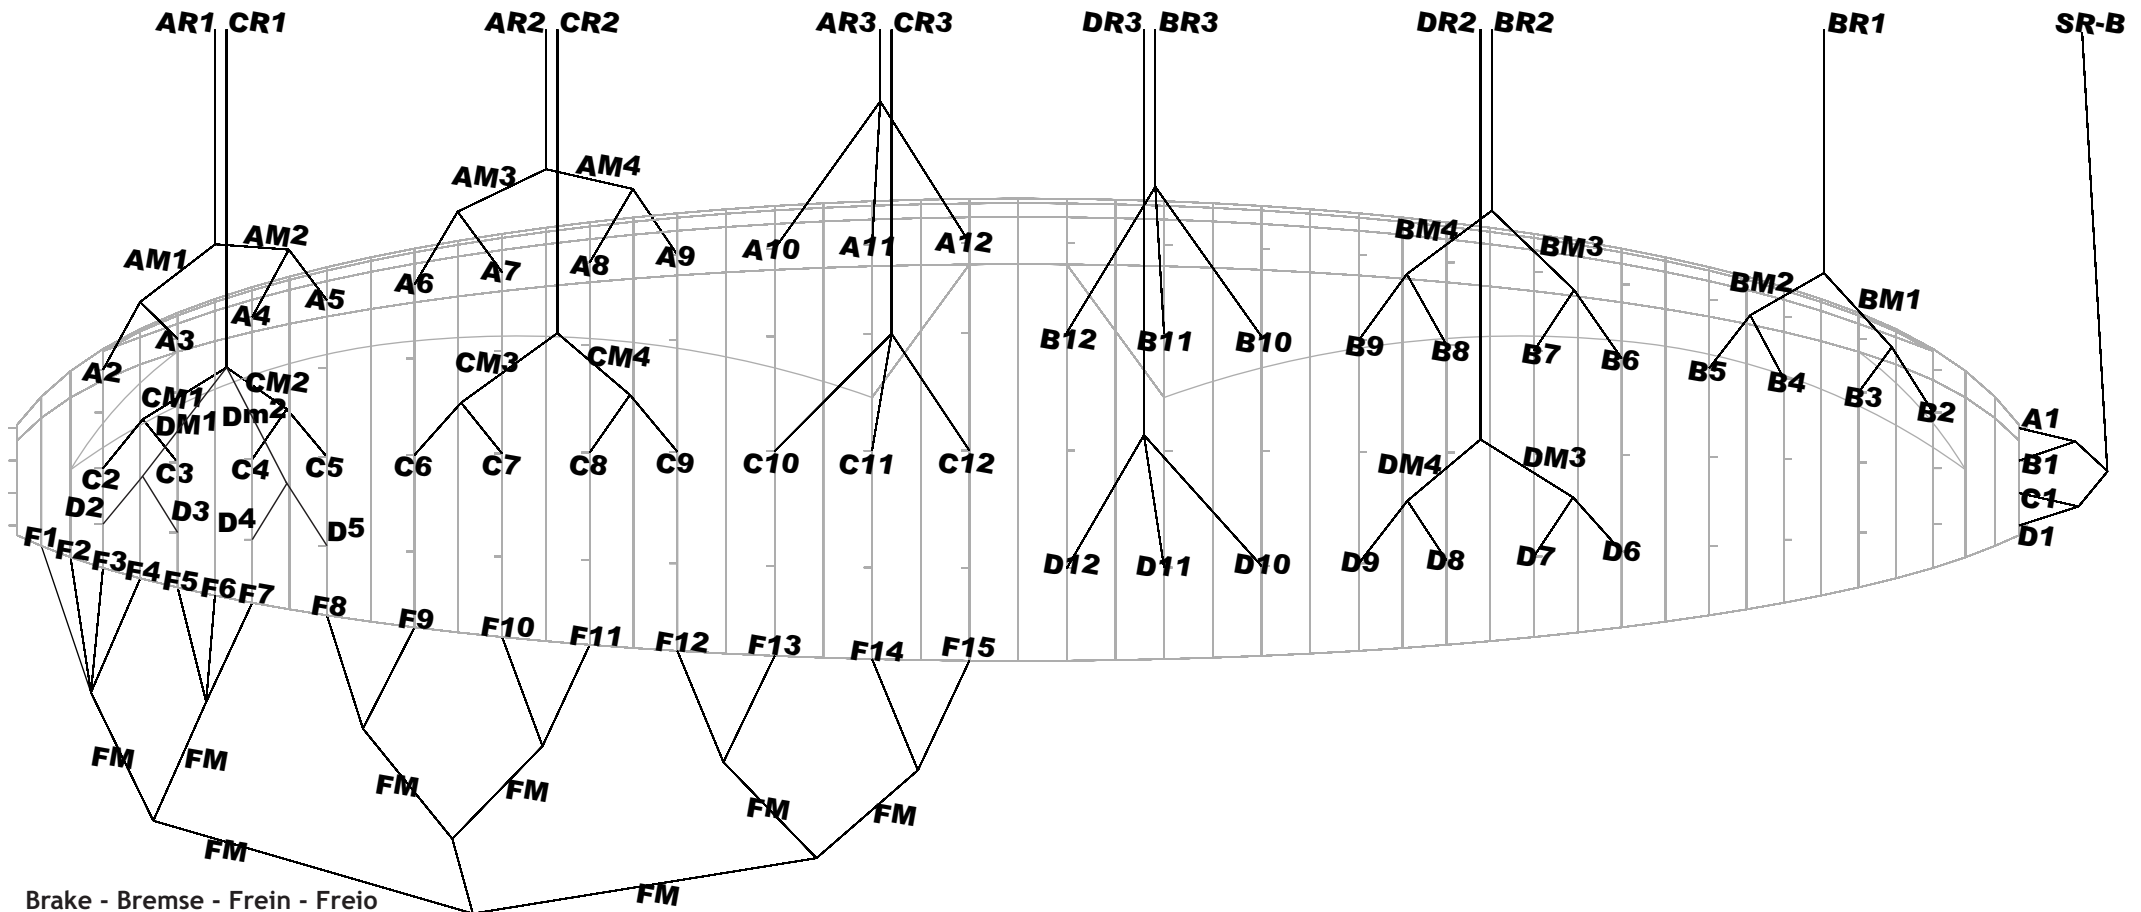 AR1 CR1 AR2 CR2 AR3 CR3 DR3 BR3 DR2 BR2 BR1 SR-B
AM3 AM4
AM1 AM2 BM4 BM3
A6 A7 A8 A9 A10 A11 A12
BM2 BM1
A2 A3 A4 A5
B12 B11 B10 B9 B8 B7 B6 B5 B4 B3 B2
CM1 CM2 CM3 CM4
DM1 Dm2
A1
B1
C1
D1
C2 C3 C4 C5 C6 C7 C8 C9 C10 C11 C12
DM4 DM3
D2 D3 D4 D5
D12 D11 D10 D9 D8 D7 D6
F1 F2 F3 F4 F5 F6 F7 F8 F9 F10 F11 F12 F13 F14 F15
FM FM FM FM FM FM
FM FM
Brake - Bremse - Frein - Freio